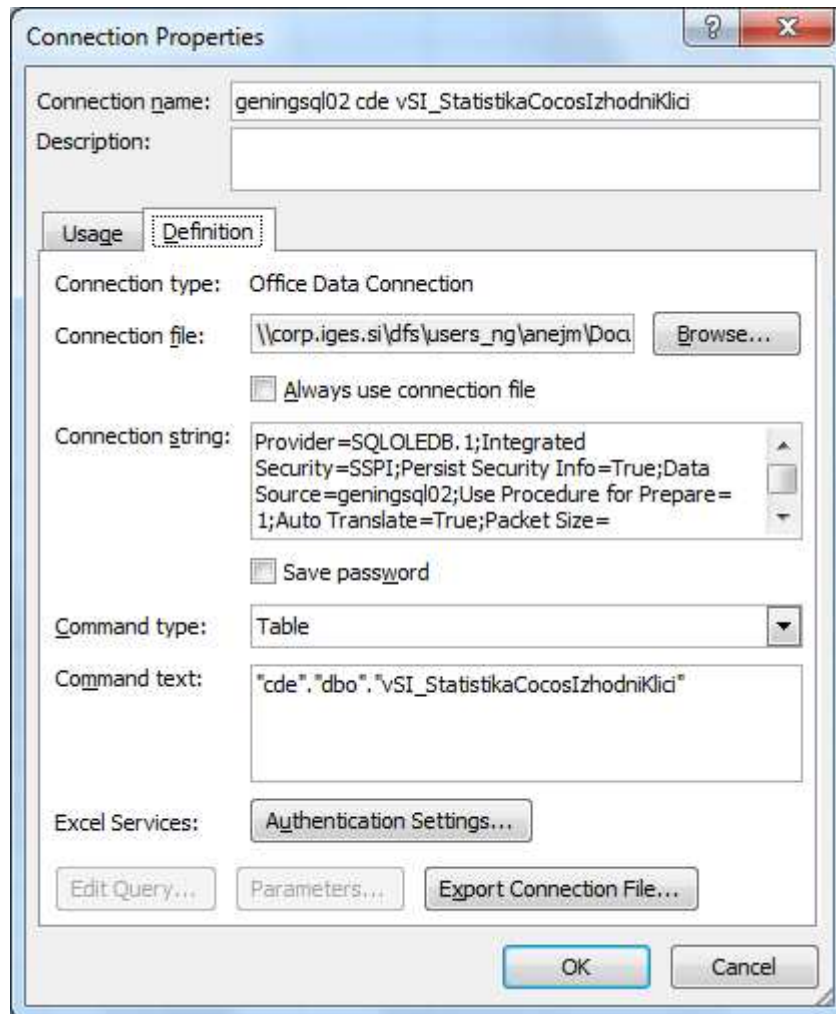 Connection Properties
Connection name: geningsql02 cde vSI_StatistikaCocosIzhodniKlici
Description:
Usage Definition
Connection type: Office Data Connection
Connection file: \\corp.iges.si\dfs\users_ng\anejm\Docu Browse...
Always use connection file
Connection string: Provider=SQLOLEDB.1;Integrated
Security=SSPI;Persist Security Info=True;Data
Source=geningsql02;Use Procedure for Prepare=
1;Auto Translate=True;Packet Size=
Save password
Command type: Table
Command text: "cde"."dbo"."vSI_StatistikaCocosIzhodniKlici"
Excel Services: Authentication Settings...
Edit Query... Parameters... Export Connection File...
OK Cancel